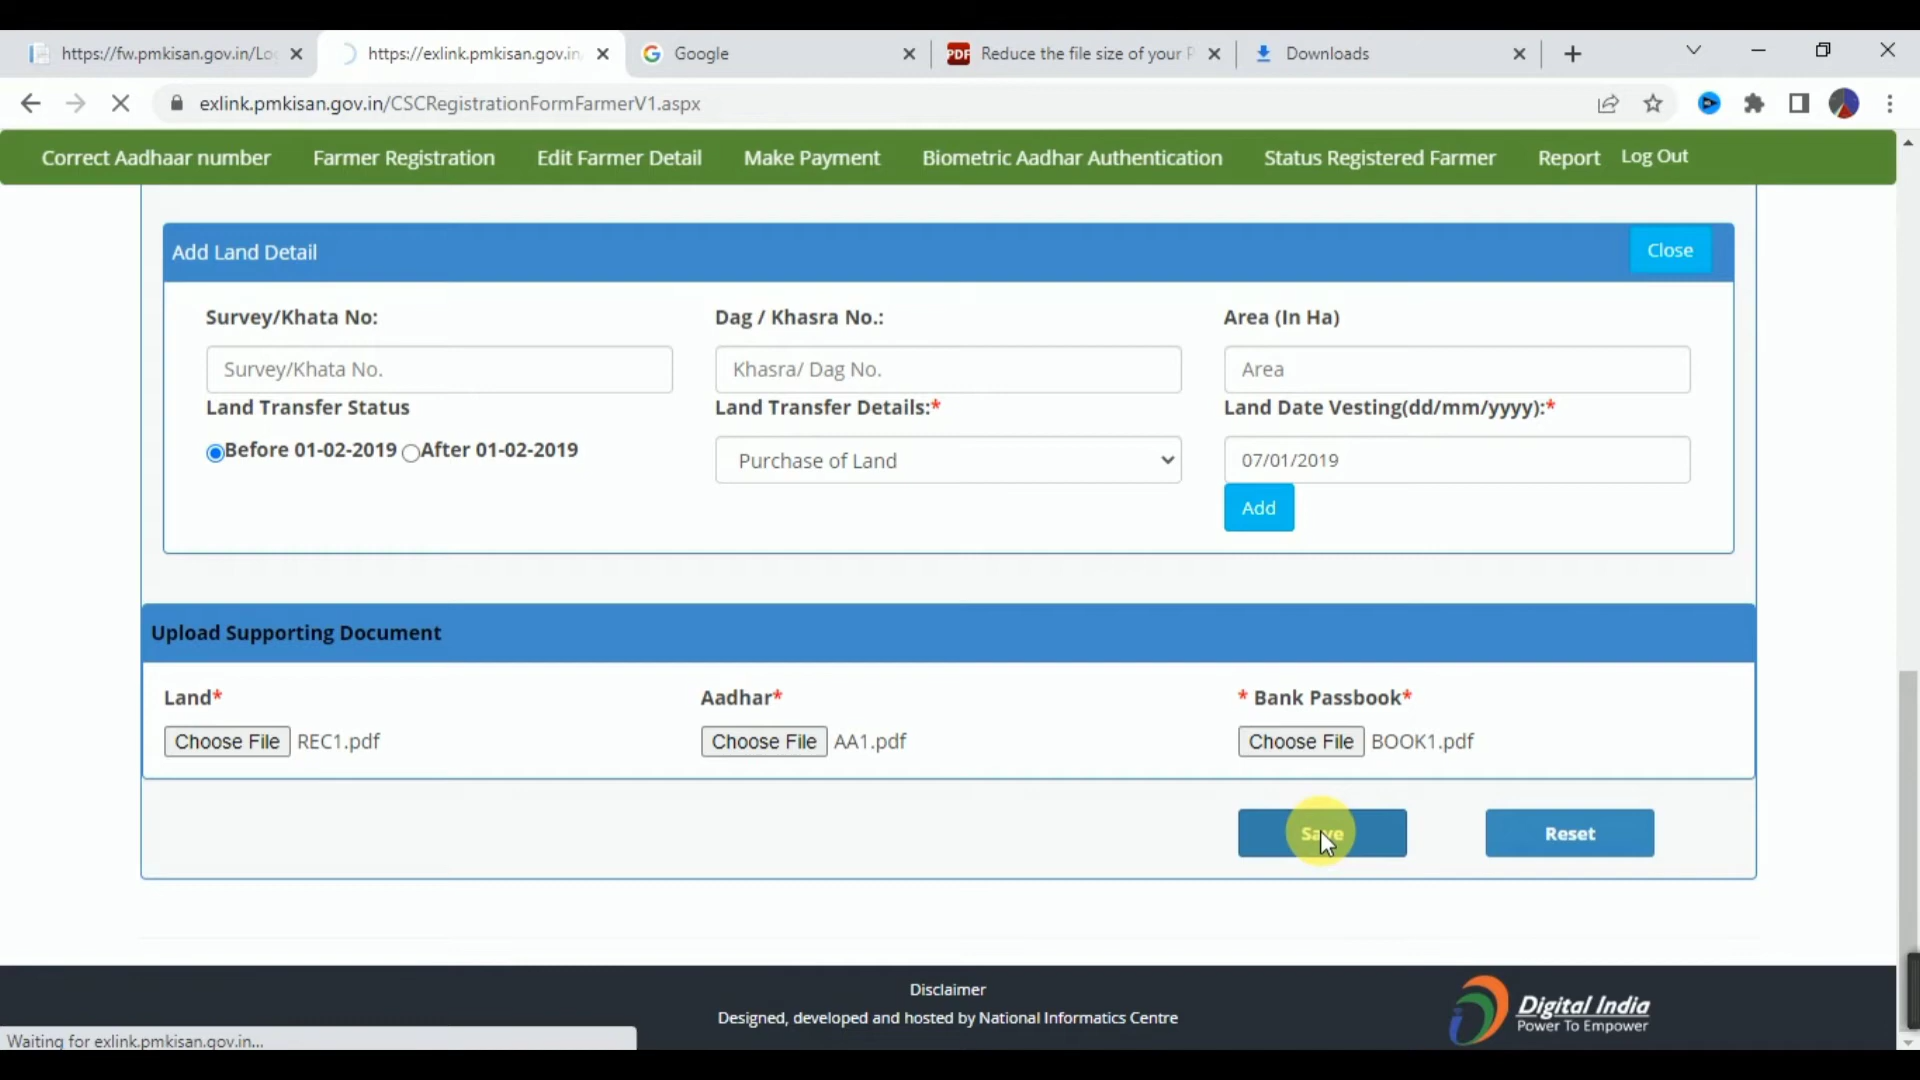 https://fw.pmkisan.gov.in/Lo
https://exlink.pmkisan.gov.in/
Google
Reduce the file size of your P
Downloads
exlink.pmkisan.gov.in/CSCRegistrationFormFarmerV1.aspx
Correct Aadhaar number
Farmer Registration
Edit Farmer Detail
Make Payment
Biometric Aadhar Authentication
Status Registered Farmer
Report
Log Out
Add Land Detail
Close
Survey/Khata No:
Dag / Khasra No.:
Area (In Ha)
Survey/Khata No.
Khasra/ Dag No.
Area
Land Transfer Status
Land Transfer Details:*
Land Date Vesting(dd/mm/yyyy):*
Before 01-02-2019 After 01-02-2019
Purchase of Land
07/01/2019
Add
Upload Supporting Document
Land*
Aadhar*
* Bank Passbook*
Choose File REC1.pdf
Choose File AA1.pdf
Choose File BOOK1.pdf
Save
Reset
Disclaimer
Designed, developed and hosted by National Informatics Centre
Digital India
Power To Empower
Waiting for exlink.pmkisan.gov.in...
PDF